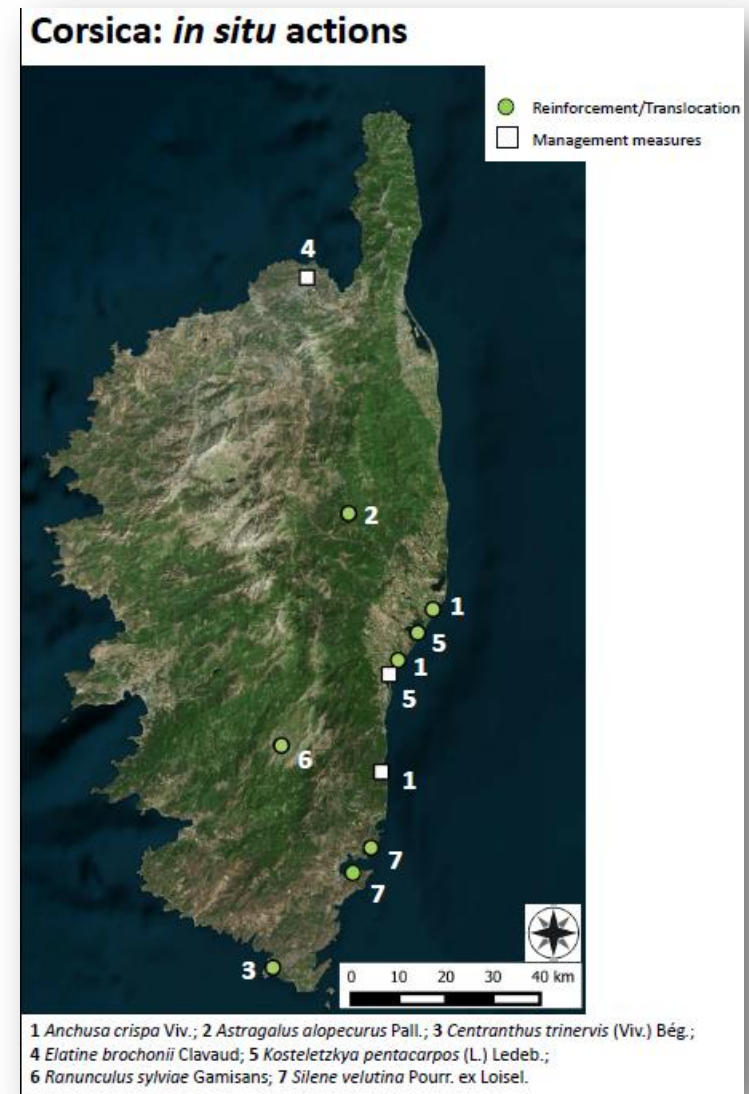 Corsica: in situ actions
Reinforcement/Translocation
Management measures
4
2
1
5
1
5
6
1
7
7
3
0 10 20 30 40 km
1 Anchusa crispa Viv.; 2 Astragalus alopecurus Pall.; 3 Centranthus trinervis (Viv.) Bég.;
4 Elatine brochonii Clavaud; 5 Kosteletzkya pentacarpos (L.) Ledeb.;
6 Ranunculus sylviae Gamisans; 7 Silene velutina Pourr. ex Loisel.